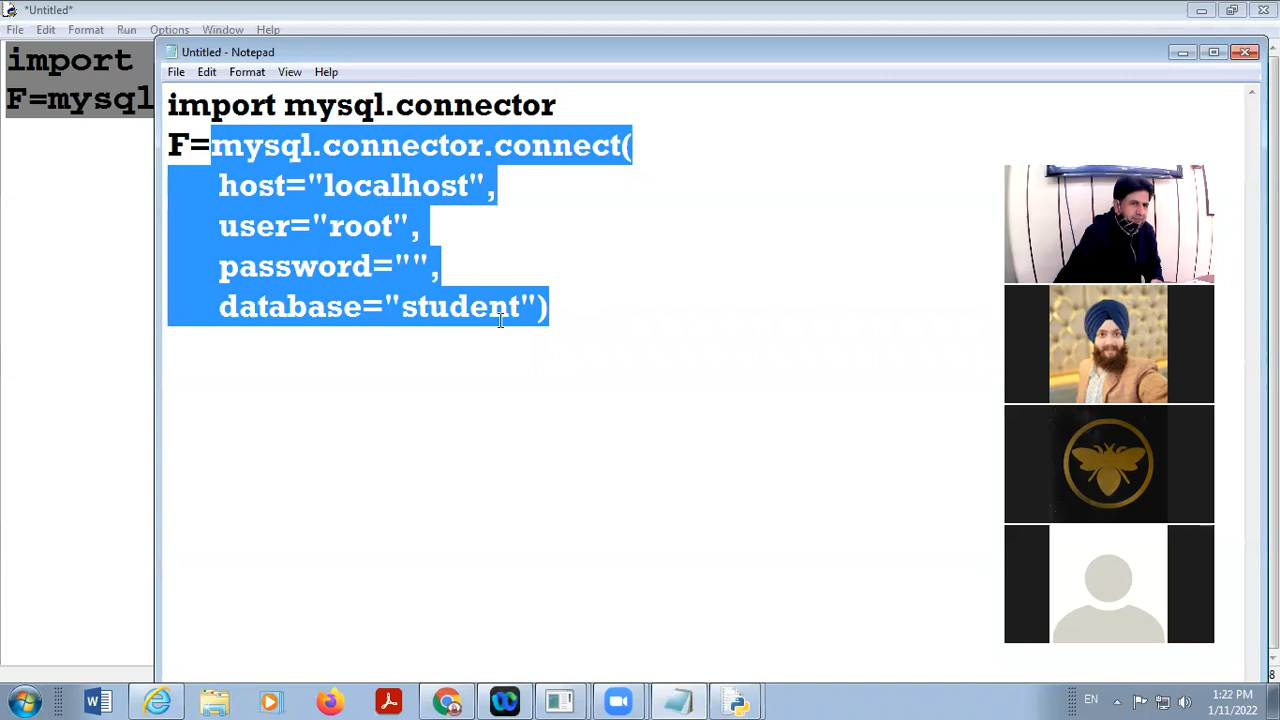 *Untitled*
File Edit Format Run Options Window Help
import
F=mysql
Untitled - Notepad
File Edit Format View Help
import mysql.connector
F=mysql.connector.connect(
host="localhost",
user="root",
password="",
database="student")
8
EN
1:22 PM
1/11/2022